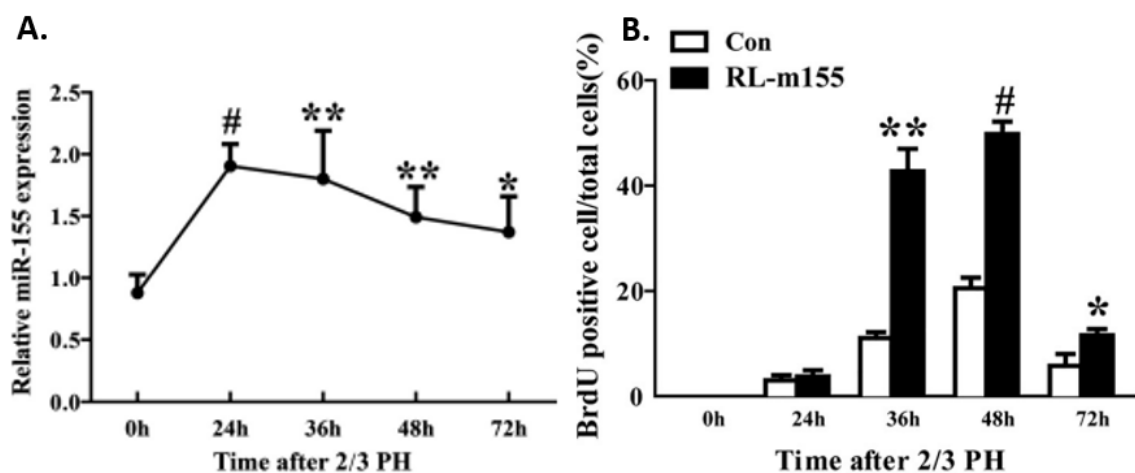 A.
Relative miR-155 expression
2.5
2.0
1.5
1.0
0.5
0.0
#
**
**
*
0h
24h
36h
48h
72h
Time after 2/3 PH
B.
Con
RL-m155
BrdU positive cell/total cells(%)
60
40
20
0
**
#
*
0h
24h
36h
48h
72h
Time after 2/3 PH